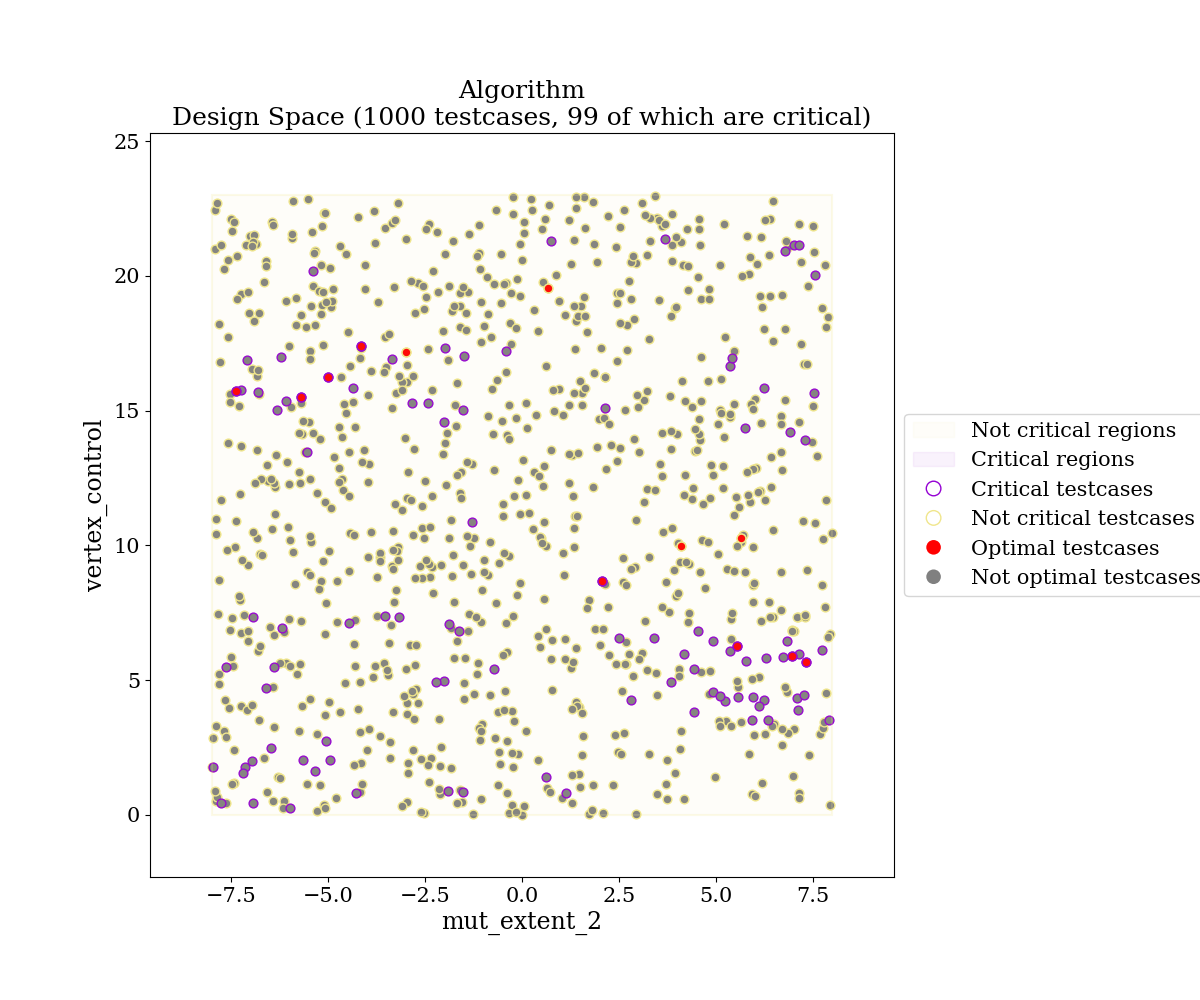 Algorithm
Design Space (1000 testcases, 99 of which are critical)
25
20
15
10
5
0
−7.5
−5.0
−2.5
0.0
2.5
5.0
7.5
mut_extent_2
vertex_control
Not critical regions
Critical regions
Critical testcases
Not critical testcases
Optimal testcases
Not optimal testcases